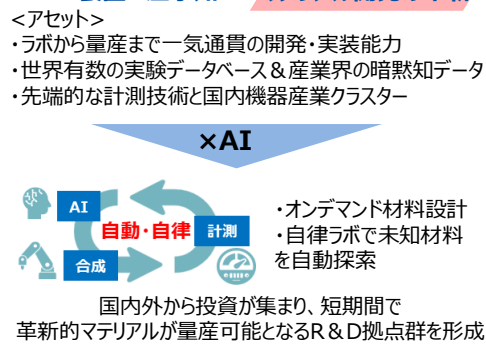 <アセット>
・ラボから量産まで一気通貫の開発・実装能力
・世界有数の実験データベース＆産業界の暗黙知データ
・先端的な計測技術と国内機器産業クラスター
×AI
AI
自動・自律
計測
合成
・オンデマンド材料設計
・自律ラボで未知材料
を自動探索
国内外から投資が集まり、短期間で
革新的マテリアルが量産可能となるR＆D拠点群を形成